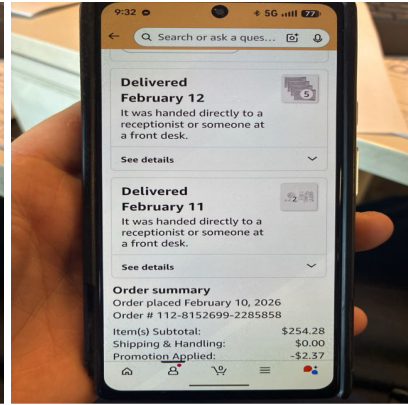 9:32
5G
77
Search or ask a ques...
Delivered
February 12
5
It was handed directly to a
receptionist or someone at
a front desk.
See details
Delivered
February 11
2
It was handed directly to a
receptionist or someone at
a front desk.
See details
Order summary
Order placed February 10, 2026
Order # 112-8152699-2285858
Item(s) Subtotal: $254.28
Shipping & Handling: $0.00
Promotion Applied: -$2.37